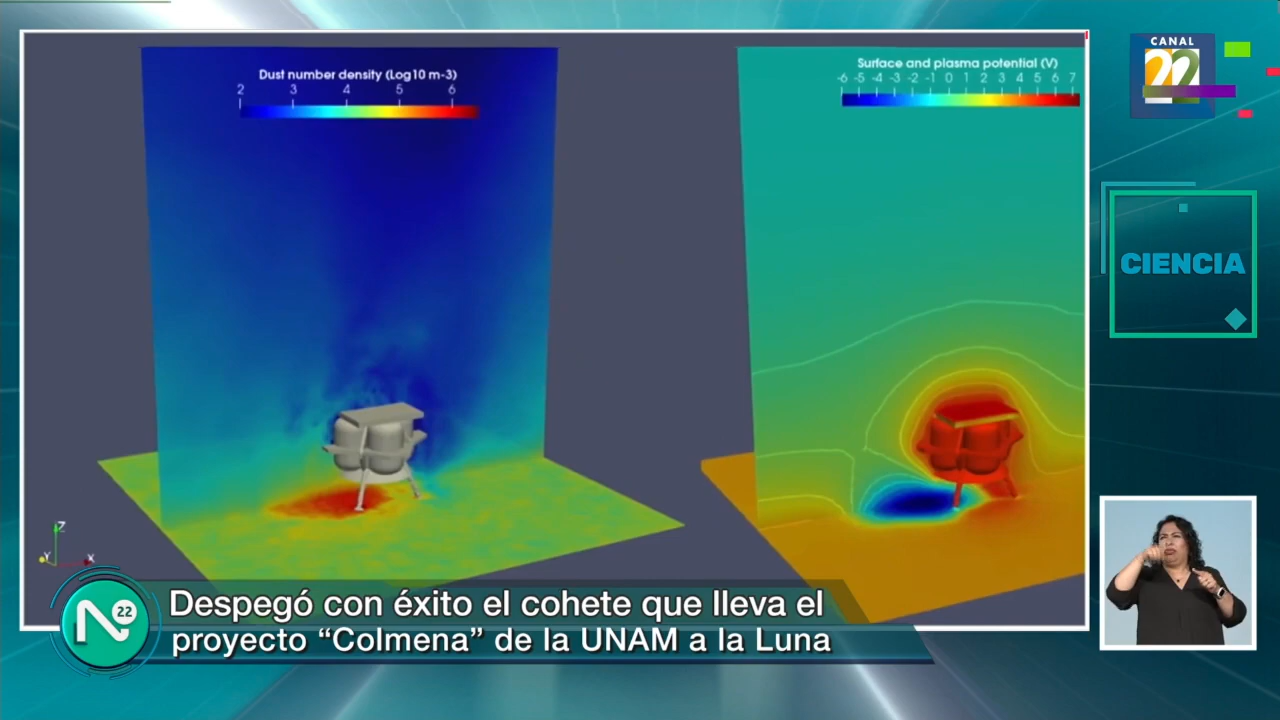 Dust number density (Log10 m-3)
2 3 4 5 6
Surface and plasma potential (V)
-6 -5 -4 -3 -2 -1 0 1 2 3 4 5 6 7
CANAL
22
CIENCIA
Z
Y
X
N 22
Despegó con éxito el cohete que lleva el
proyecto “Colmena” de la UNAM a la Luna